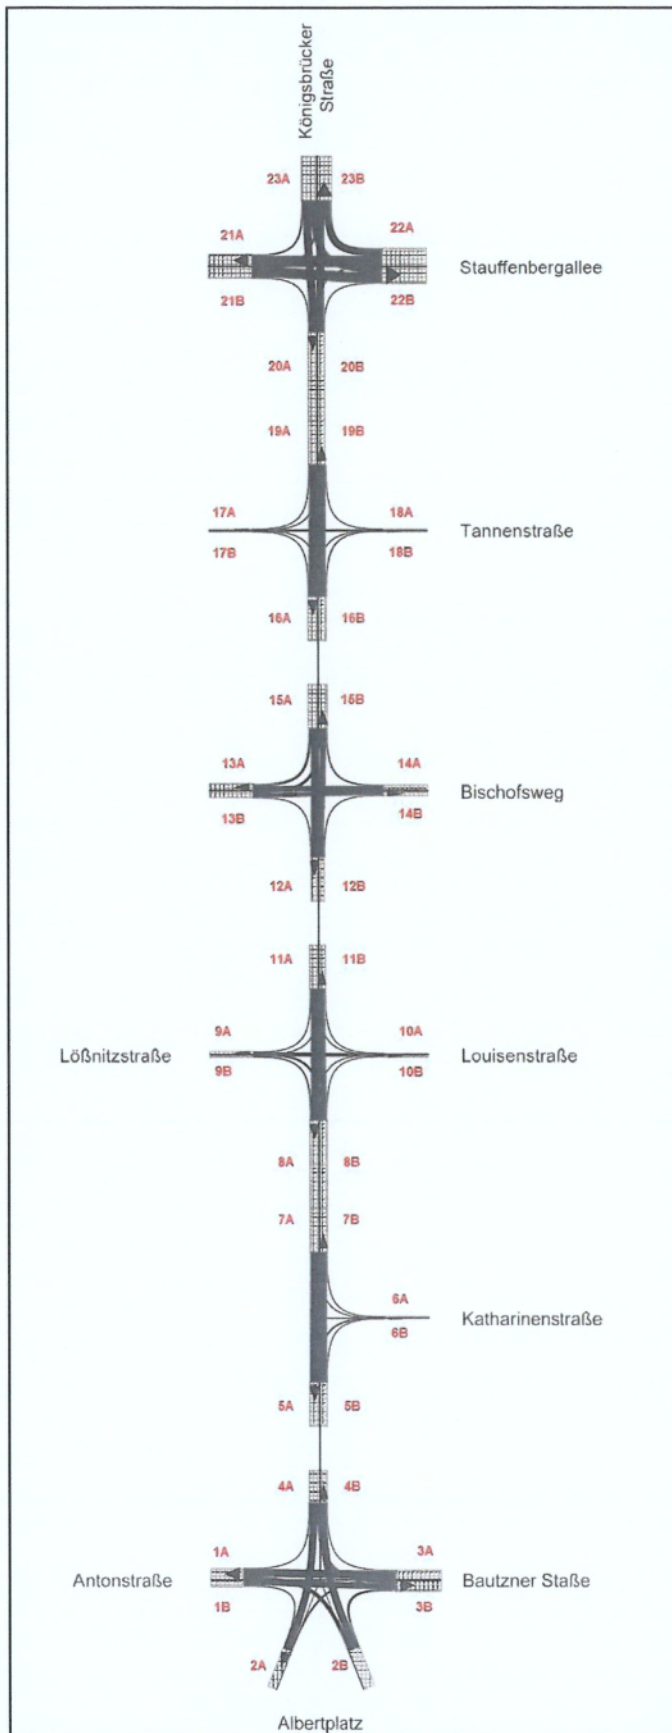 Königsbrücker
Straße
23A 23B
21A 22A
Stauffenbergallee
21B 22B
20A 20B
19A 19B
17A 18A
Tannenstraße
17B 18B
16A 16B
15A 15B
13A 14A
Bischofsweg
13B 14B
12A 12B
11A 11B
9A 10A
Lößnitzstraße Louisenstraße
9B 10B
8A 8B
7A 7B
6A
Katharinenstraße
6B
5A 5B
4A 4B
1A 3A
Antonstraße Bautzner Staße
1B 3B
2A 2B
Albertplatz